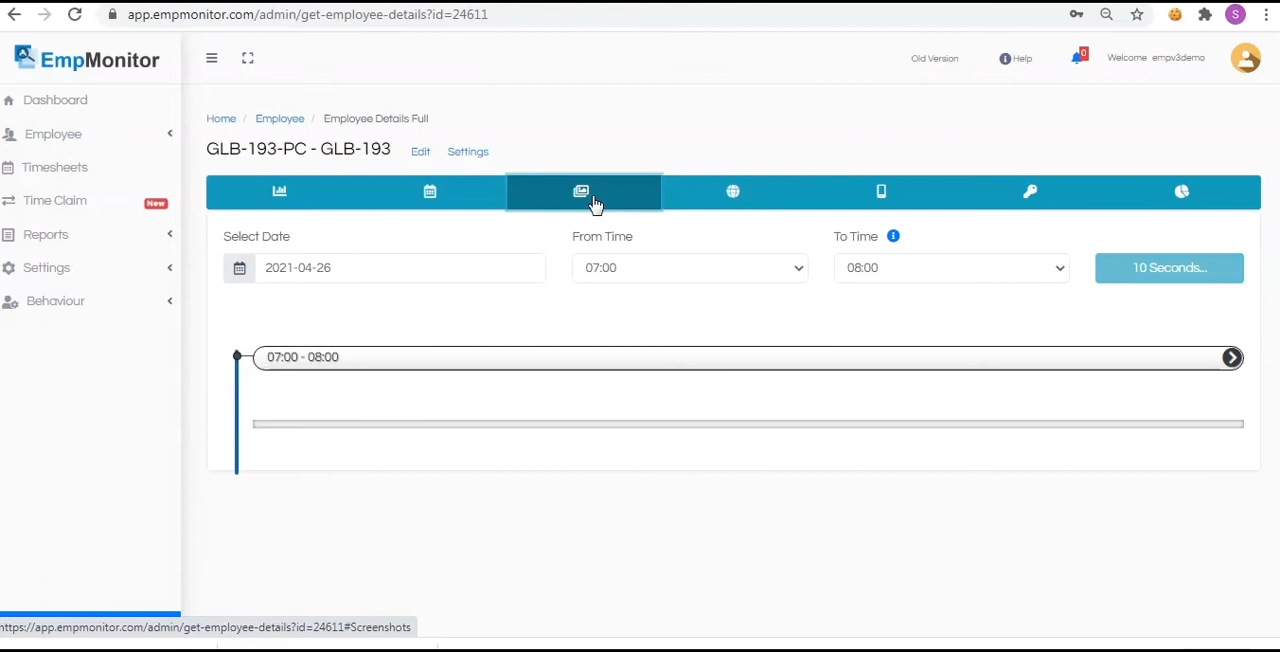 app.empmonitor.com/admin/get-employee-details?id=24611
S
EmpMonitor
Old Version
Help
0
Welcome empv3demo
Dashboard
Employee
Timesheets
Time Claim New
Reports
Settings
Behaviour
Home / Employee / Employee Details Full
GLB-193-PC - GLB-193 Edit Settings
Select Date From Time To Time
2021-04-26 07:00 08:00 10 Seconds...
07:00 - 08:00
https://app.empmonitor.com/admin/get-employee-details?id=24611#Screenshots